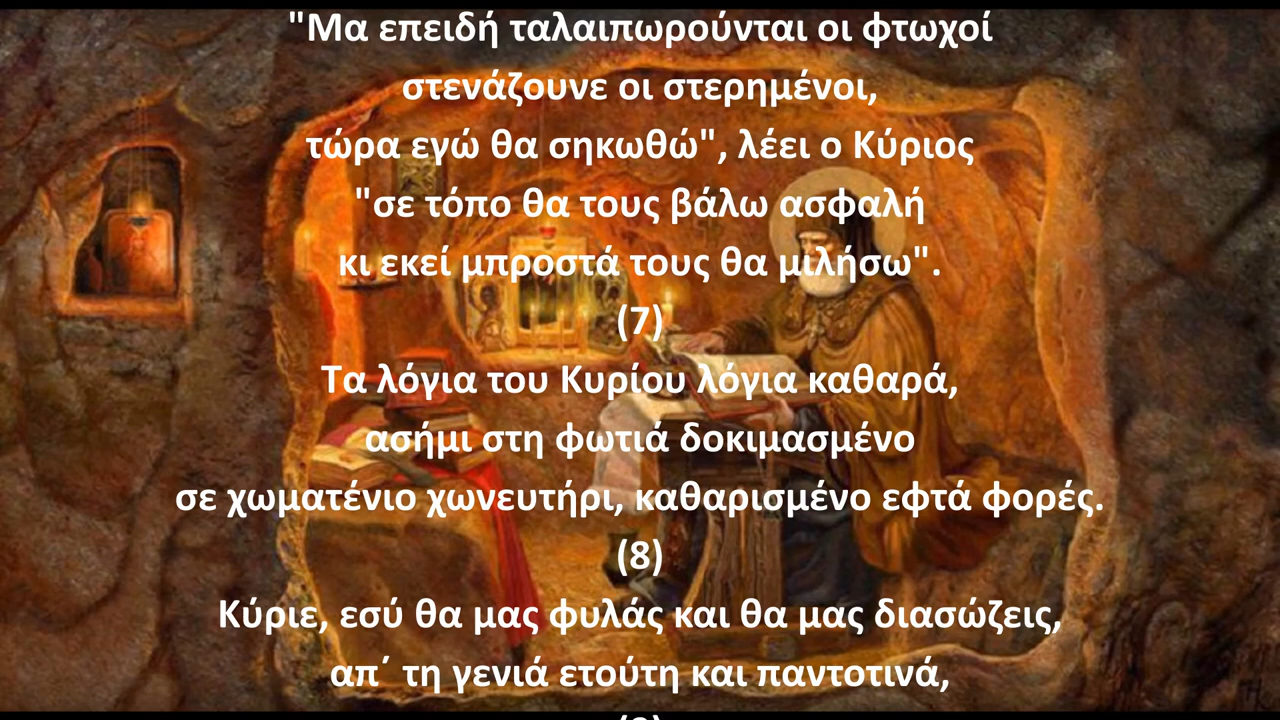 "Μα επειδή ταλαιπωρούνται οι φτωχοί
στενάζουνε οι στερημένοι,
τώρα εγώ θα σηκωθώ", λέει ο Κύριος
"σε τόπο θα τους βάλω ασφαλή
κι εκεί μπροστά τους θα μιλήσω".
(7)
Τα λόγια του Κυρίου λόγια καθαρά,
ασήμι στη φωτιά δοκιμασμένο
σε χωματένιο χωνευτήρι, καθαρισμένο εφτά φορές.
(8)
Κύριε, εσύ θα μας φυλάς και θα μας διασώζεις,
απ΄ τη γενιά ετούτη και παντοτινά,